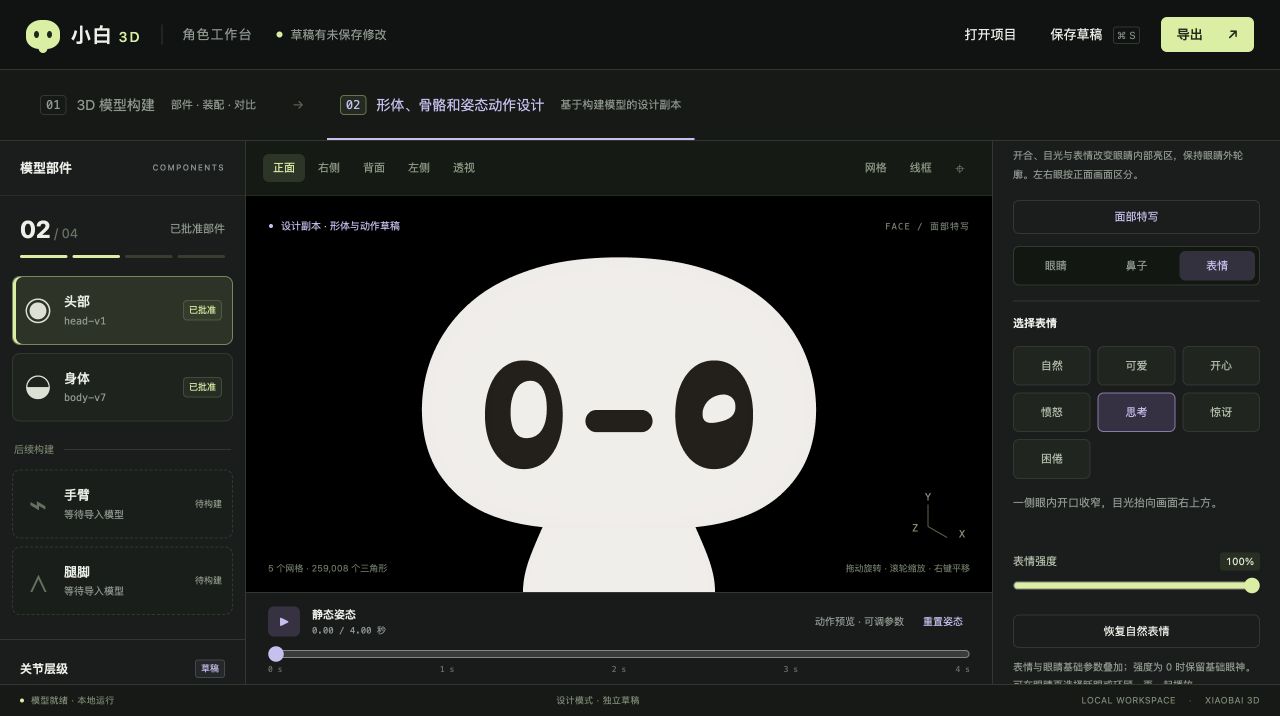 小白 3D
角色工作台
草稿有未保存修改
打开项目
保存草稿
⌘ S
导出 ↗
01 3D 模型构建 部件 · 装配 · 对比
→
02 形体、骨骼和姿态动作设计 基于构建模型的设计副本
模型部件
COMPONENTS
02 / 04
已批准部件
头部
head-v1
已批准
身体
body-v7
已批准
后续构建
手臂
等待导入模型
待构建
腿脚
等待导入模型
待构建
关节层级
草稿
正面 右侧 背面 左侧 透视
网格 线框
设计副本 · 形体与动作草稿
FACE / 面部特写
Y
Z
X
5 个网格 · 259,008 个三角形
拖动旋转 · 滚轮缩放 · 右键平移
静态姿态
0.00 / 4.00 秒
动作预览 · 可调参数
重置姿态
0 s 1 s 2 s 3 s 4 s
开合、目光与表情改变眼睛内部亮区，保持眼睛外轮
廓。左右眼按正面画面区分。
面部特写
眼睛 鼻子 表情
选择表情
自然 可爱 开心
愤怒 思考 惊讶
困倦
一侧眼内开口收窄，目光抬向画面右上方。
表情强度
100%
恢复自然表情
表情与眼睛基础参数叠加；强度为 0 时保留基础眼神。
模型就绪 · 本地运行
设计模式 · 独立草稿
LOCAL WORKSPACE · XIAOBAI 3D